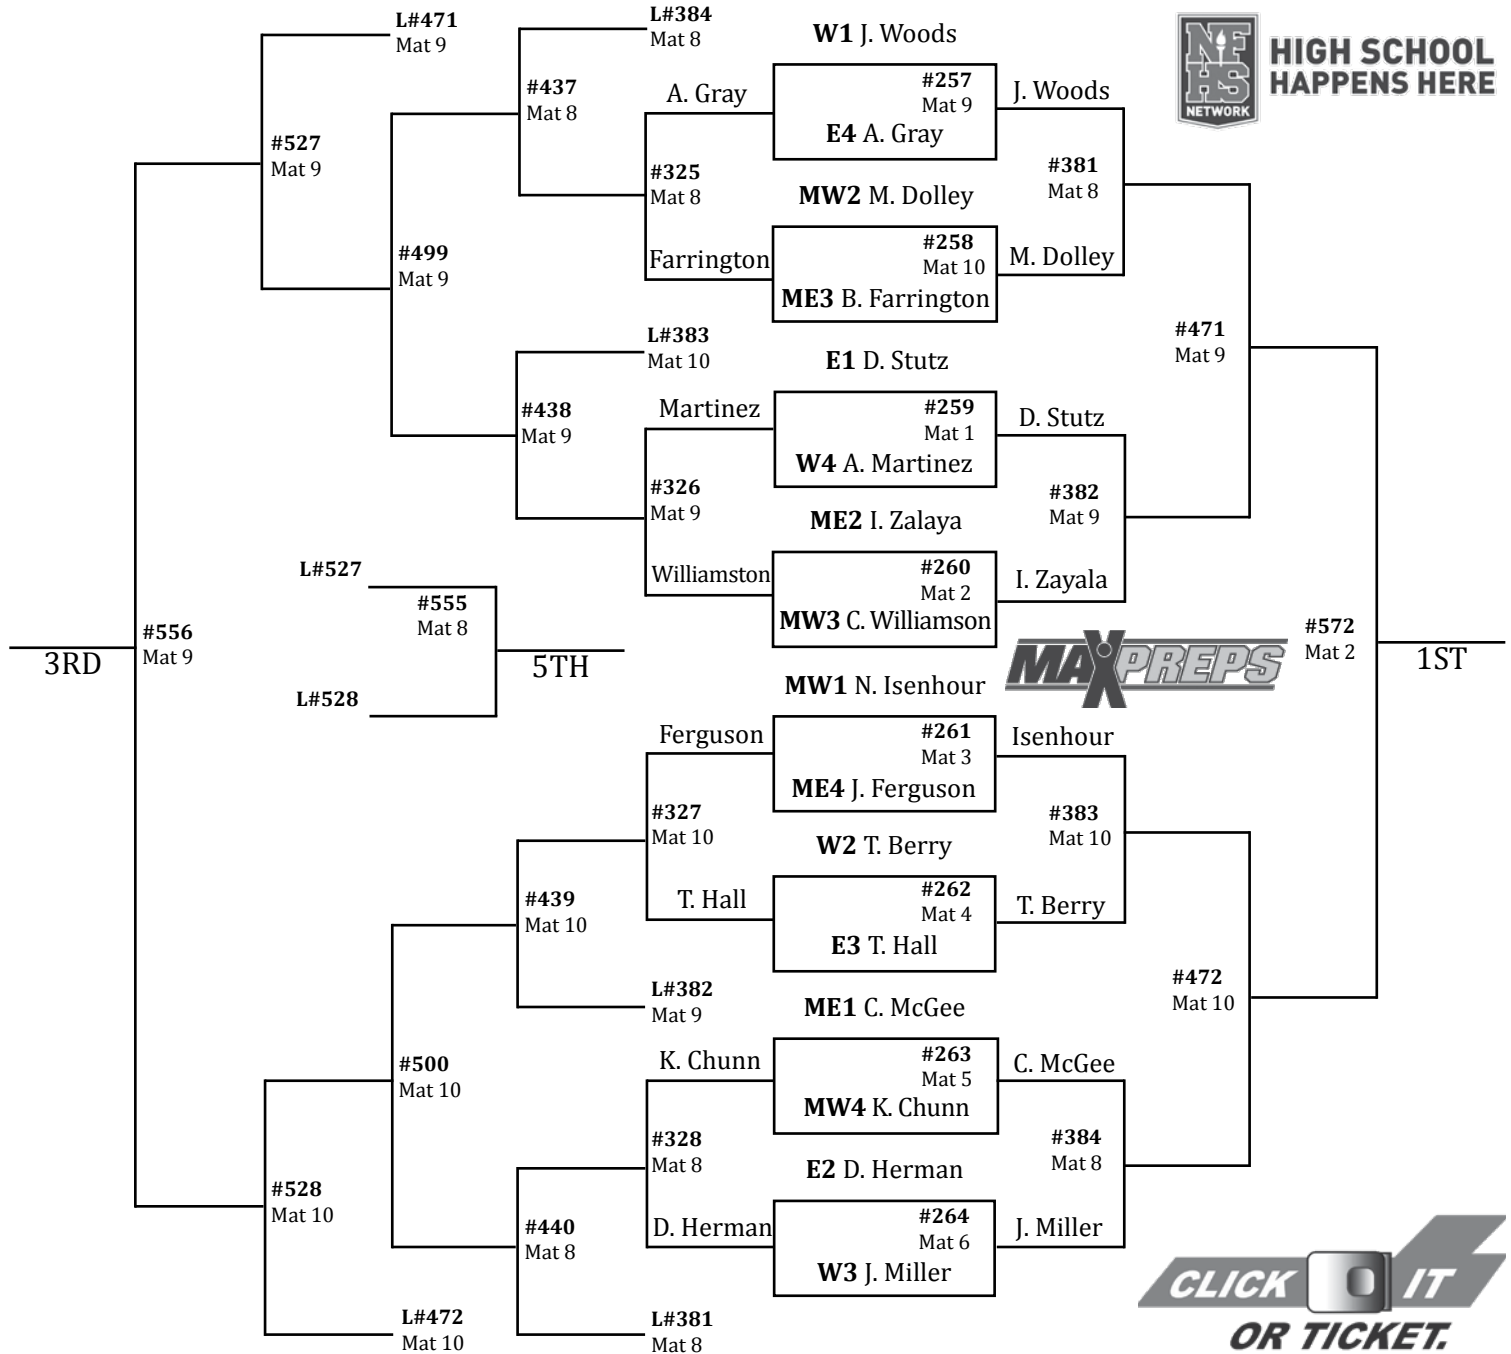 L#471
Mat 9
L#384
Mat 8
W1 J. Woods
NF
HS
NETWORK
HIGH SCHOOL
HAPPENS HERE
#437
Mat 8
A. Gray
#257
Mat 9
J. Woods
E4 A. Gray
#527
Mat 9
#325
Mat 8
MW2 M. Dolley
#381
Mat 8
#499
Mat 9
Farrington
#258
Mat 10
M. Dolley
ME3 B. Farrington
L#383
Mat 10
E1 D. Stutz
#471
Mat 9
#438
Mat 9
Martinez
#259
Mat 1
D. Stutz
W4 A. Martinez
#326
Mat 9
ME2 I. Zalaya
#382
Mat 9
L#527
#555
Mat 8
Williamston
#260
Mat 2
I. Zayala
MW3 C. Williamson
#556
Mat 9
3RD
5TH
L#528
MAXPREPS
#572
Mat 2
1ST
MW1 N. Isenhour
Ferguson
#261
Mat 3
Isenhour
ME4 J. Ferguson
#327
Mat 10
W2 T. Berry
#383
Mat 10
#439
Mat 10
T. Hall
#262
Mat 4
T. Berry
E3 T. Hall
L#382
Mat 9
ME1 C. McGee
#472
Mat 10
#500
Mat 10
K. Chunn
#263
Mat 5
C. McGee
MW4 K. Chunn
#328
Mat 8
E2 D. Herman
#384
Mat 8
#528
Mat 10
#440
Mat 8
D. Herman
#264
Mat 6
J. Miller
W3 J. Miller
L#472
Mat 10
L#381
Mat 8
CLICK IT
OR TICKET.